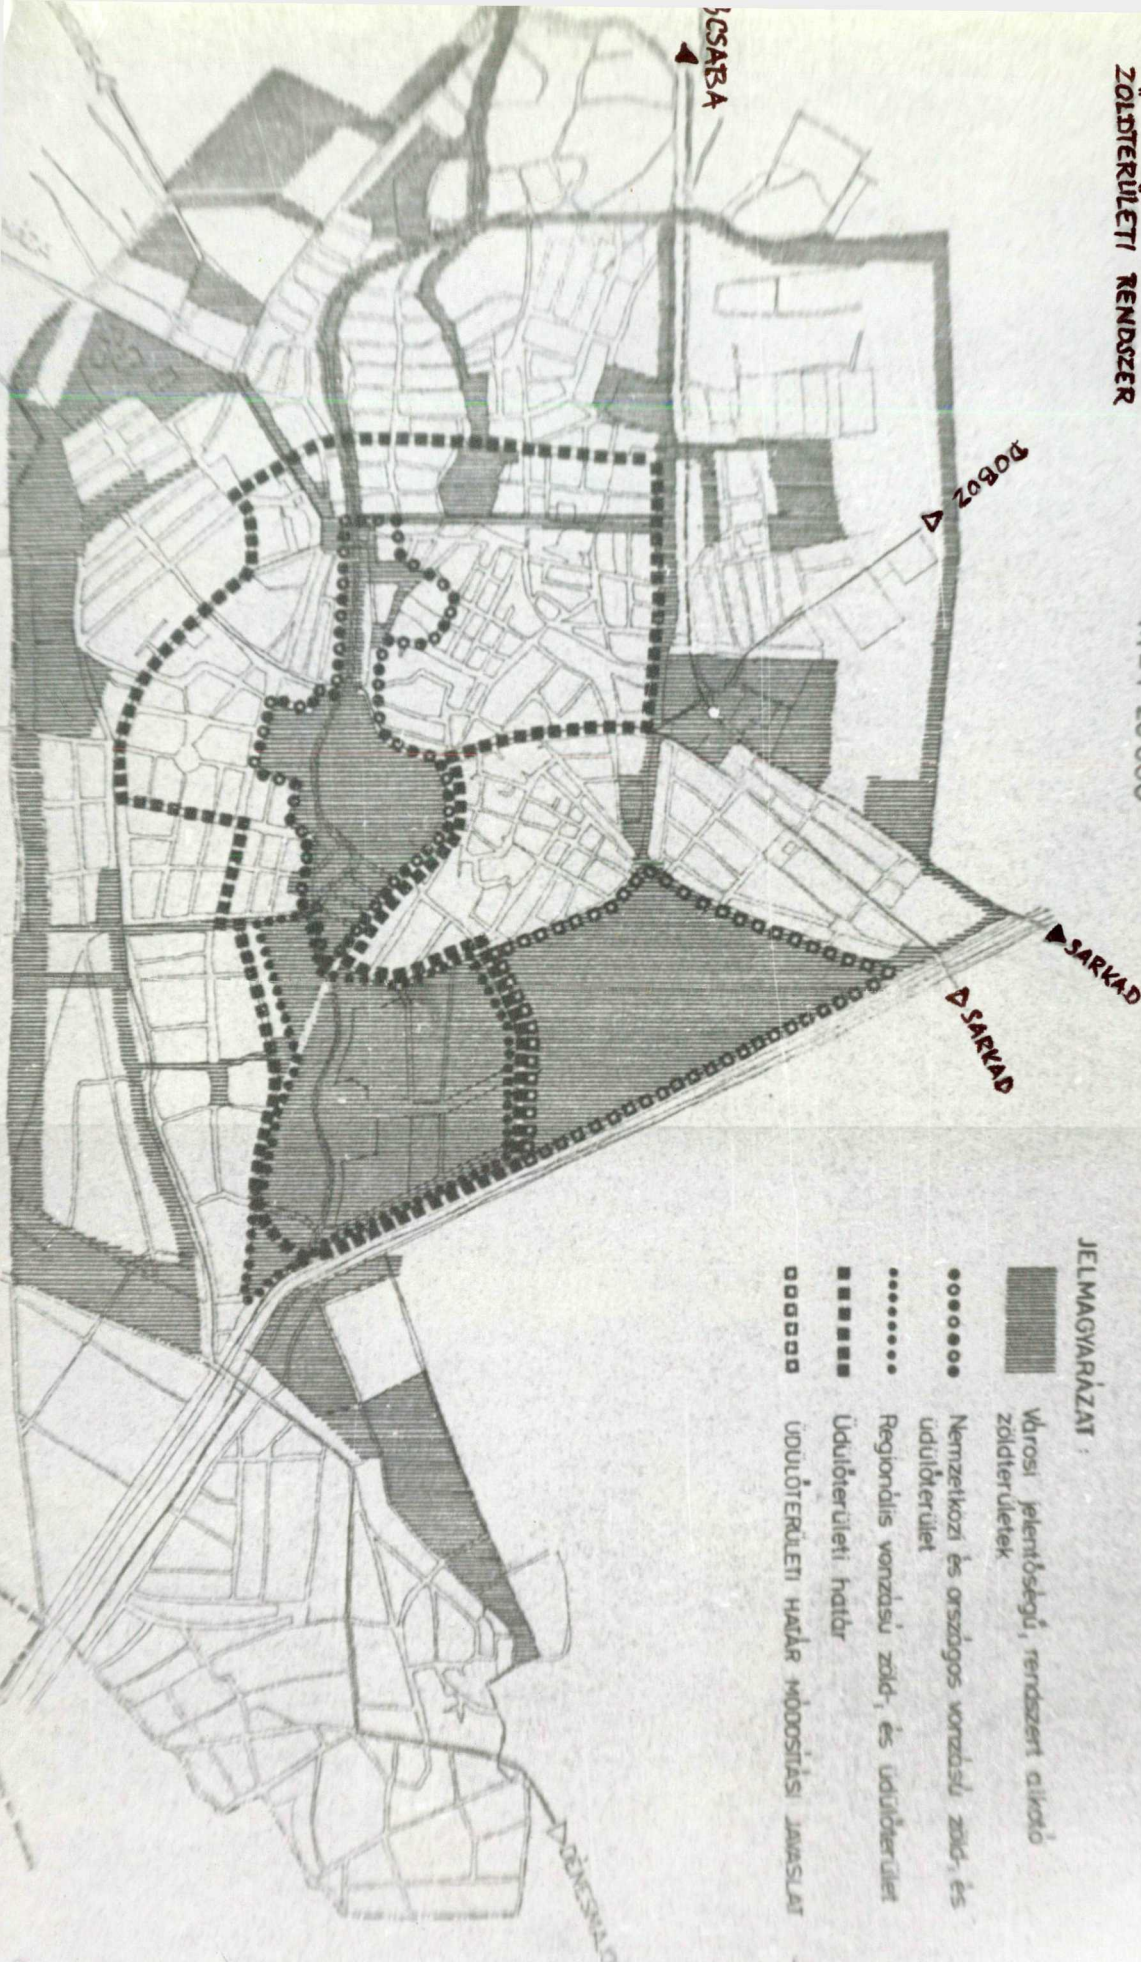 ZÖLDTERÜLETI RENDSZER
CSABA
DOBOZ
SARKAD
SARKAD
JELMAGYARÁZAT :
Városi jelentőségű, rendszert alkotó
zöldterületek
Nemzetközi és országos vonzású zöld-, és
üdülőterület
Regionális vonzású zöld-, és üdülőterület
Üdülőterületi határ
ÜDÜLŐTERÜLETI HATÁR MÓDOSÍTÁSI JAVASLAT